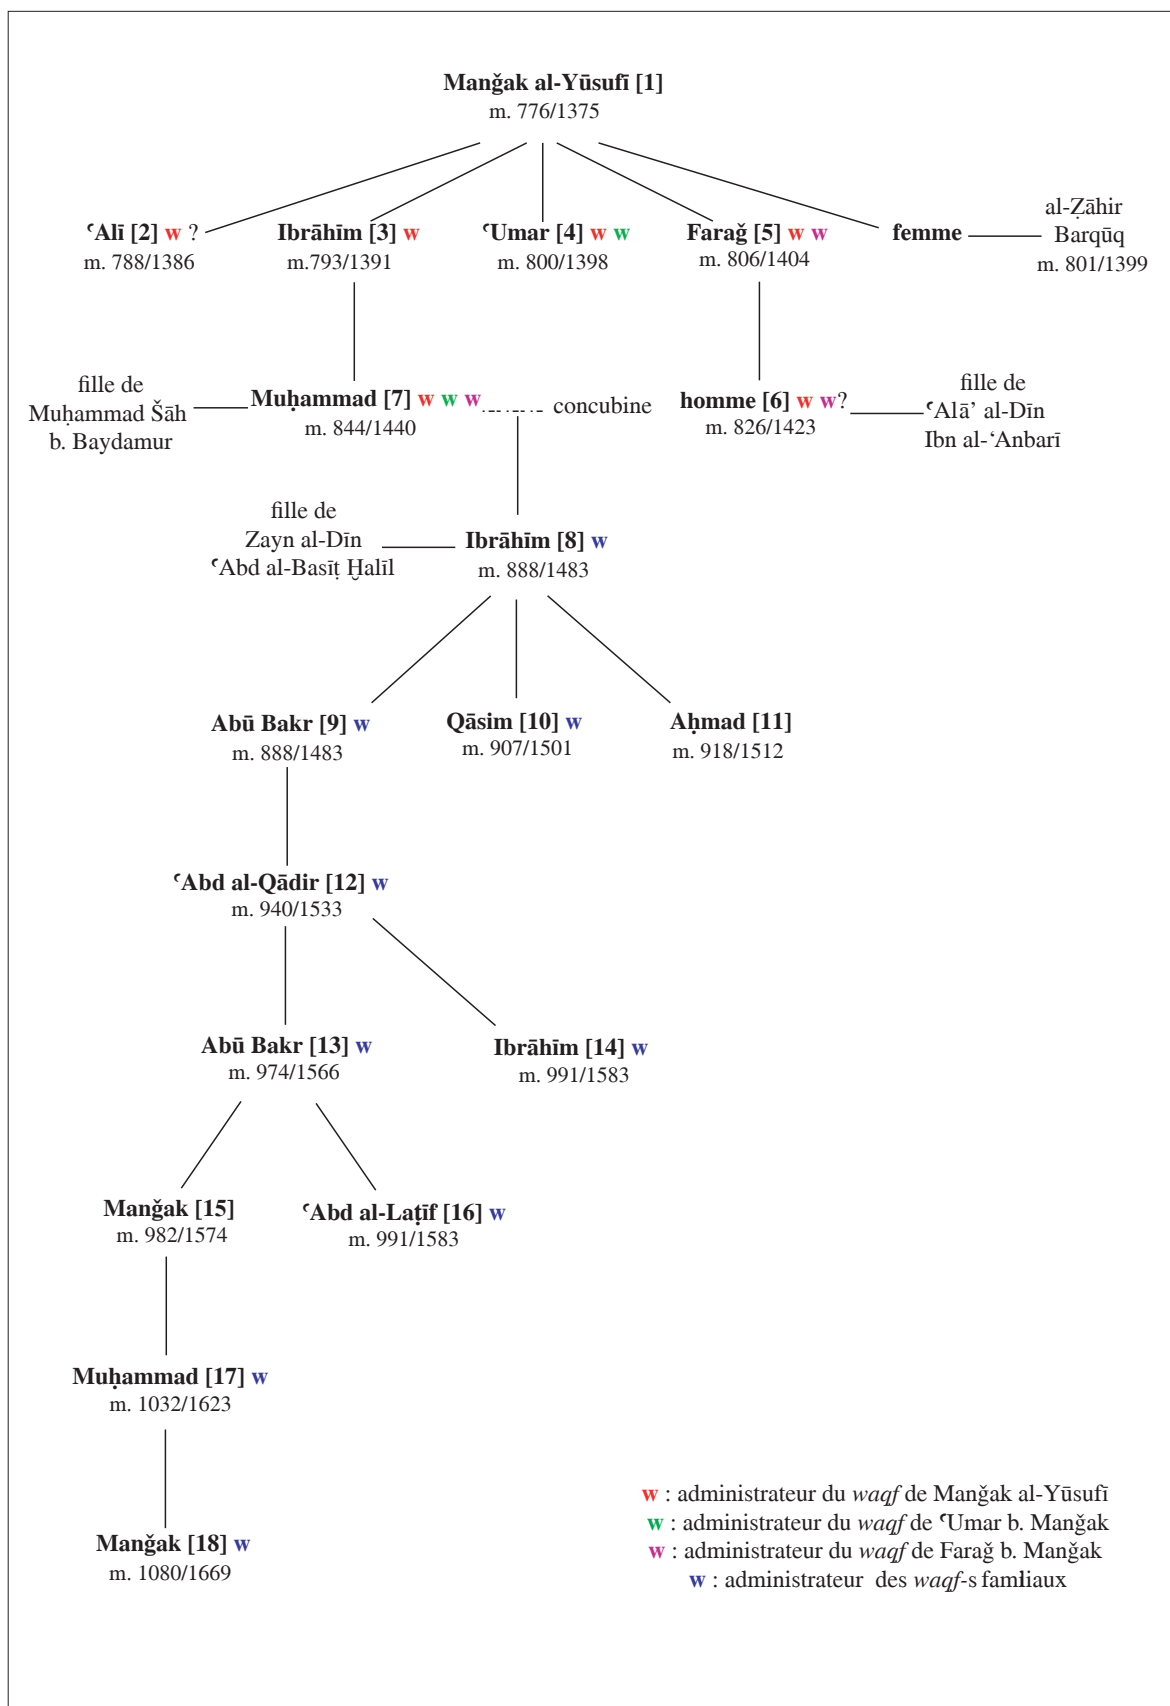 Manǧak al-Yūsufī [1]
m. 776/1375
ʿAlī [2] w ?
m. 788/1386
Ibrāhīm [3] w
m.793/1391
ʿUmar [4] w w
m. 800/1398
Faraǧ [5] w w
m. 806/1404
femme
al-Ẓāhir
Barqūq
m. 801/1399
fille de
Muḥammad Šāh
b. Baydamur
Muḥammad [7] w w w
m. 844/1440
concubine
homme [6] w w?
m. 826/1423
fille de
ʿAlā’ al-Dīn
Ibn al-‘Anbarī
fille de
Zayn al-Dīn
ʿAbd al-Basīṭ Ḫalīl
Ibrāhīm [8] w
m. 888/1483
Abū Bakr [9] w
m. 888/1483
Qāsim [10] w
m. 907/1501
Aḥmad [11]
m. 918/1512
ʿAbd al-Qādir [12] w
m. 940/1533
Abū Bakr [13] w
m. 974/1566
Ibrāhīm [14] w
m. 991/1583
Manǧak [15]
m. 982/1574
ʿAbd al-Laṭīf [16] w
m. 991/1583
Muḥammad [17] w
m. 1032/1623
Manǧak [18] w
m. 1080/1669
w : administrateur du waqf de Manǧak al-Yūsufī
w : administrateur du waqf de ʿUmar b. Manǧak
w : administrateur du waqf de Faraǧ b. Manǧak
w : administrateur des waqf-s familiaux